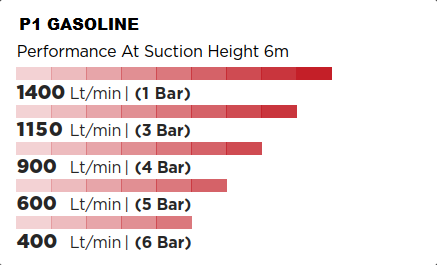 P1 GASOLINE
Performance At Suction Height 6m
1400 Lt/min | (1 Bar)
1150 Lt/min | (3 Bar)
900 Lt/min | (4 Bar)
600 Lt/min | (5 Bar)
400 Lt/min | (6 Bar)